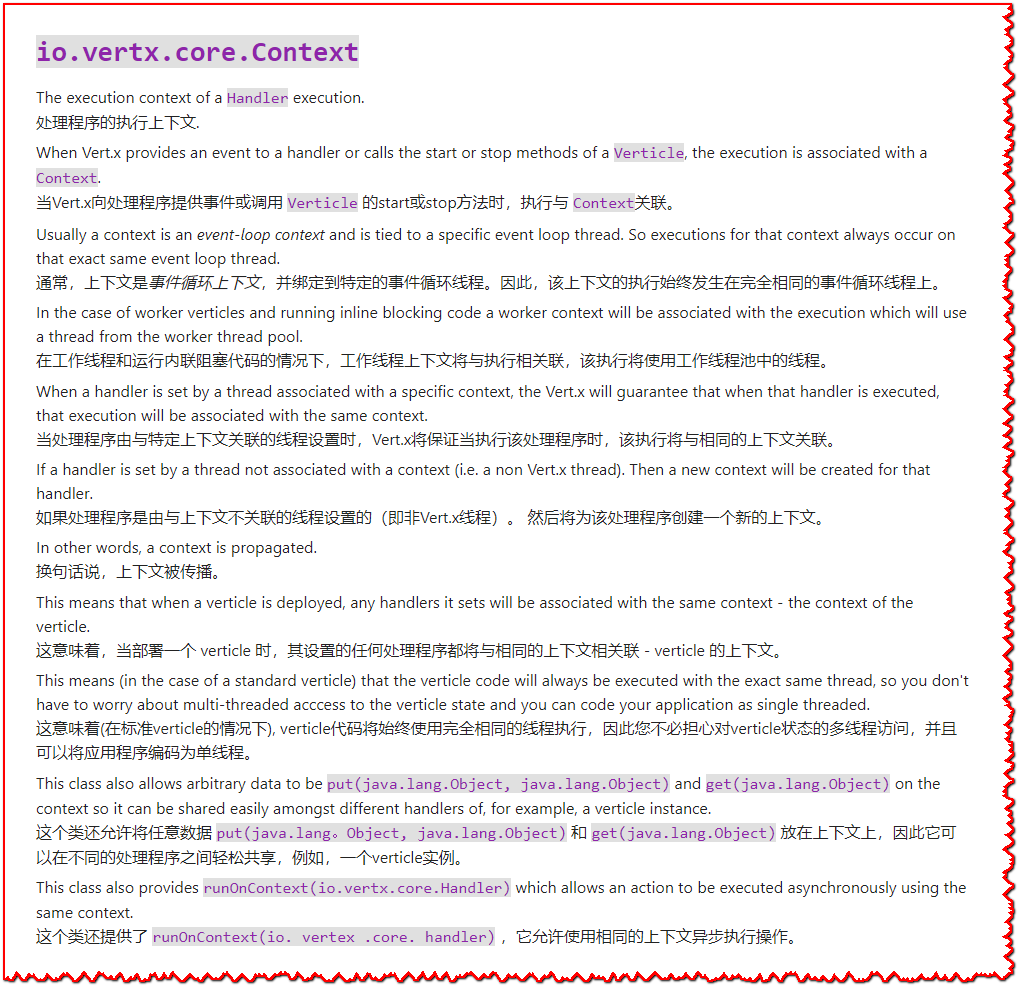 io.vertx.core.Context
The execution context of a Handler execution.
处理程序的执行上下文.
When Vert.x provides an event to a handler or calls the start or stop methods of a Verticle, the execution is associated with a
Context.
当Vert.x向处理程序提供事件或调用 Verticle 的start或stop方法时，执行与 Context关联。
Usually a context is an event-loop context and is tied to a specific event loop thread. So executions for that context always occur on
that exact same event loop thread.
通常，上下文是事件循环上下文，并绑定到特定的事件循环线程。因此，该上下文的执行始终发生在完全相同的事件循环线程上。
In the case of worker verticles and running inline blocking code a worker context will be associated with the execution which will use
a thread from the worker thread pool.
在工作线程和运行内联阻塞代码的情况下，工作线程上下文将与执行相关联，该执行将使用工作线程池中的线程。
When a handler is set by a thread associated with a specific context, the Vert.x will guarantee that when that handler is executed,
that execution will be associated with the same context.
当处理程序由与特定上下文关联的线程设置时，Vert.x将保证当执行该处理程序时，该执行将与相同的上下文关联。
If a handler is set by a thread not associated with a context (i.e. a non Vert.x thread). Then a new context will be created for that
handler.
如果处理程序是由与上下文不关联的线程设置的（即非Vert.x线程）。 然后将为该处理程序创建一个新的上下文。
In other words, a context is propagated.
换句话说，上下文被传播。
This means that when a verticle is deployed, any handlers it sets will be associated with the same context - the context of the
verticle.
这意味着，当部署一个 verticle 时，其设置的任何处理程序都将与相同的上下文相关联 - verticle 的上下文。
This means (in the case of a standard verticle) that the verticle code will always be executed with the exact same thread, so you don't
have to worry about multi-threaded acccess to the verticle state and you can code your application as single threaded.
这意味着(在标准verticle的情况下), verticle代码将始终使用完全相同的线程执行，因此您不必担心对verticle状态的多线程访问，并且
可以将应用程序编码为单线程。
This class also allows arbitrary data to be put(java.lang.Object, java.lang.Object) and get(java.lang.Object) on the
context so it can be shared easily amongst different handlers of, for example, a verticle instance.
这个类还允许将任意数据 put(java.lang。Object, java.lang.Object) 和 get(java.lang.Object) 放在上下文上，因此它可
以在不同的处理程序之间轻松共享，例如，一个verticle实例。
This class also provides runOnContext(io.vertx.core.Handler) which allows an action to be executed asynchronously using the
same context.
这个类还提供了 runOnContext(io. vertex .core. handler) ，它允许使用相同的上下文异步执行操作。